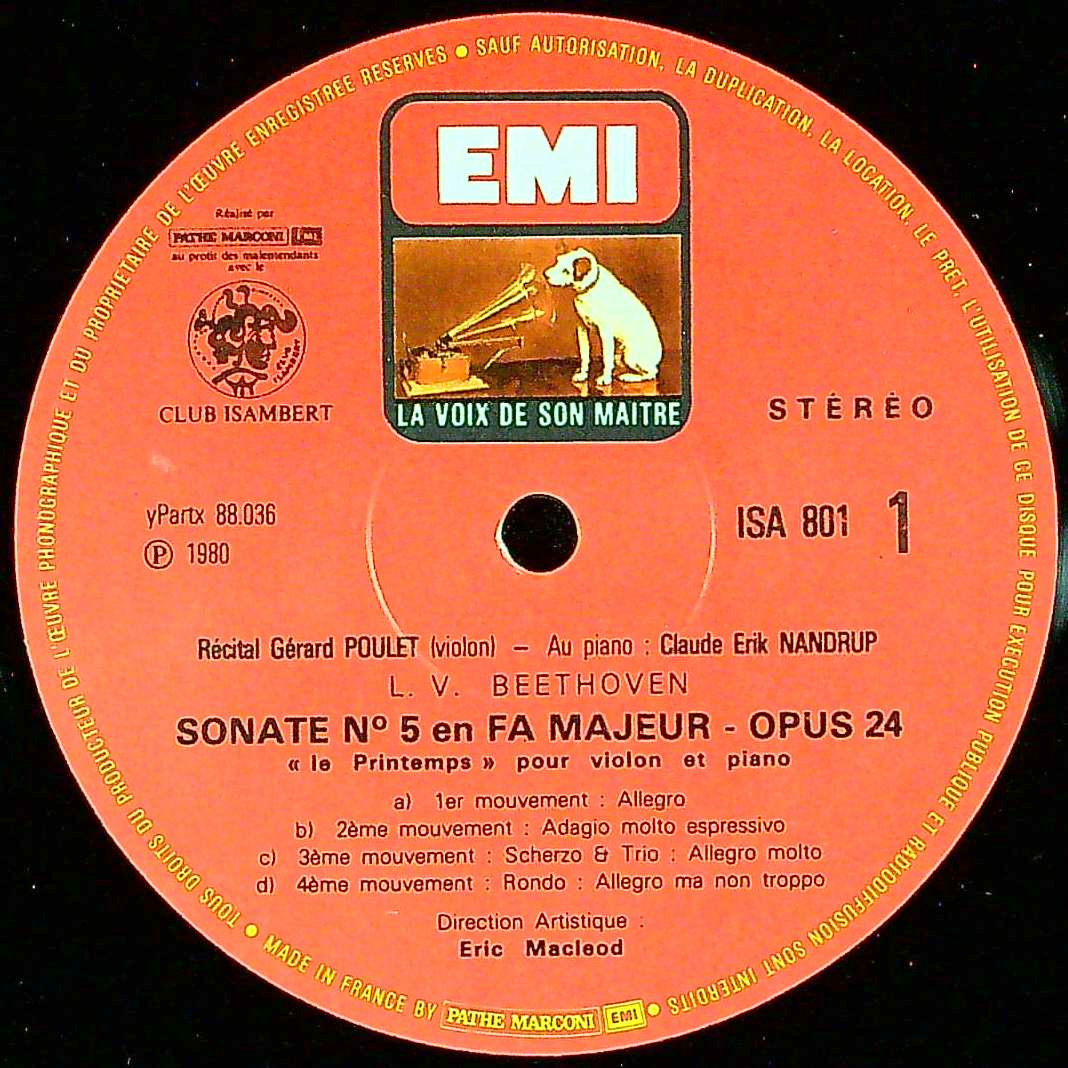 TOUS DROITS DU PRODUCTEUR DE L'ŒUVRE PHONOGRAPHIQUE ET DU PROPRIETAIRE DE L'ŒUVRE ENREGISTREE RESERVES ● SAUF AUTORISATION, LA DUPLICATION, LA LOCATION, LE PRET, L'UTILISATION DE CE DISQUE POUR EXECUTION PUBLIQUE ET RADIODIFFUSION SONT INTERDITS ●
EMI
Réalisé par
PATHE MARCONI EMI
au profit des malentendants
avec le
CLUB ISAMBERT
CLUB ISAMBERT
LA VOIX DE SON MAITRE
STÉRÉO
yPartx 88.036
℗ 1980
ISA 801 1
Récital Gérard POULET (violon) – Au piano : Claude Erik NANDRUP
L. V. BEETHOVEN
SONATE Nº 5 en FA MAJEUR - OPUS 24
« le Printemps » pour violon et piano
a) 1er mouvement : Allegro
b) 2ème mouvement : Adagio molto espressivo
c) 3ème mouvement : Scherzo & Trio : Allegro molto
d) 4ème mouvement : Rondo : Allegro ma non troppo
Direction Artistique :
Eric Macleod
● MADE IN FRANCE BY PATHE MARCONI EMI